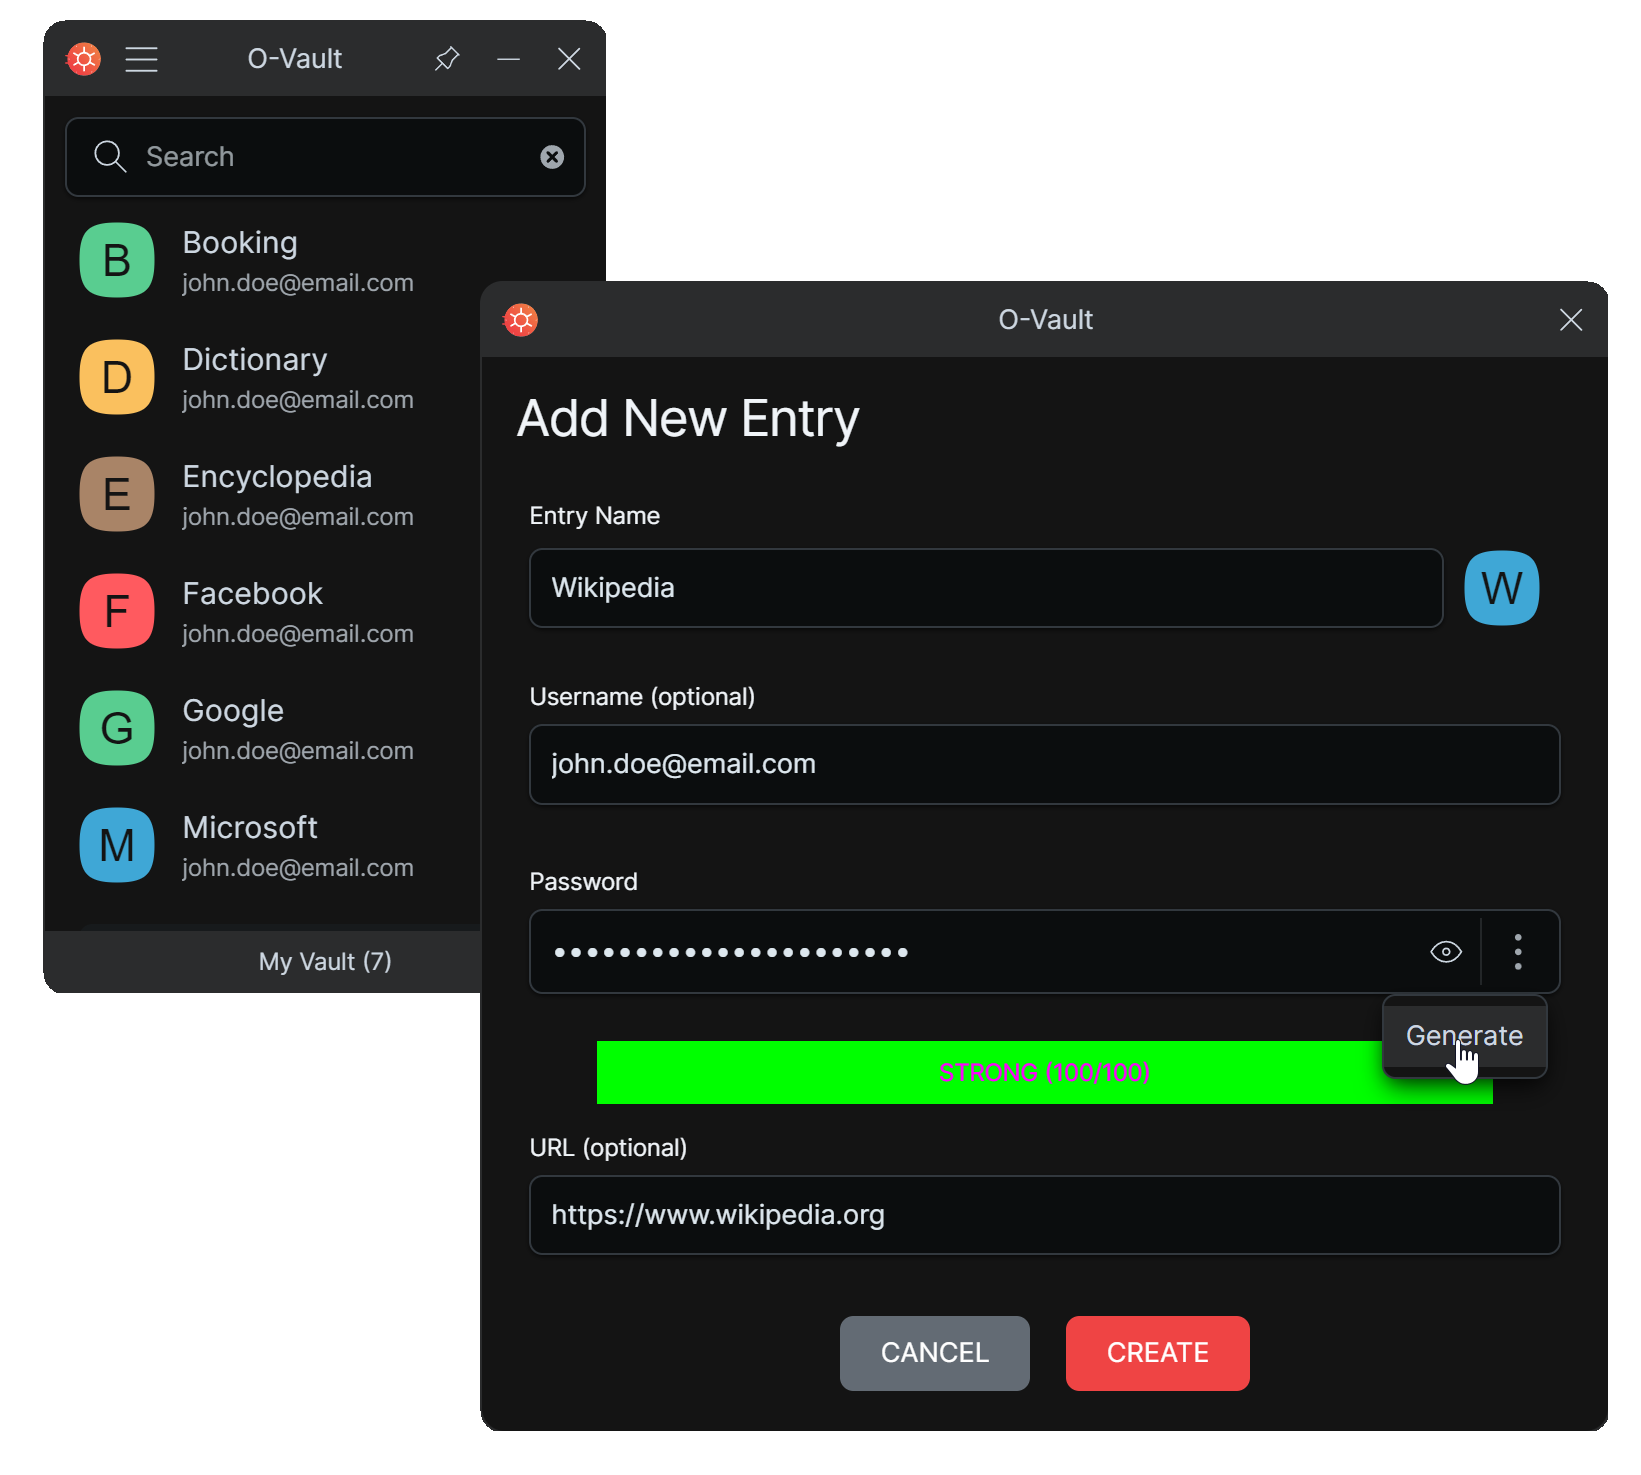 O-Vault
Search
B
Booking
john.doe@email.com
D
Dictionary
john.doe@email.com
E
Encyclopedia
john.doe@email.com
F
Facebook
john.doe@email.com
G
Google
john.doe@email.com
M
Microsoft
john.doe@email.com
My Vault (7)
O-Vault
Add New Entry
Entry Name
Wikipedia
W
Username (optional)
john.doe@email.com
Password
Generate
STRONG (100/100)
URL (optional)
https://www.wikipedia.org
CANCEL
CREATE